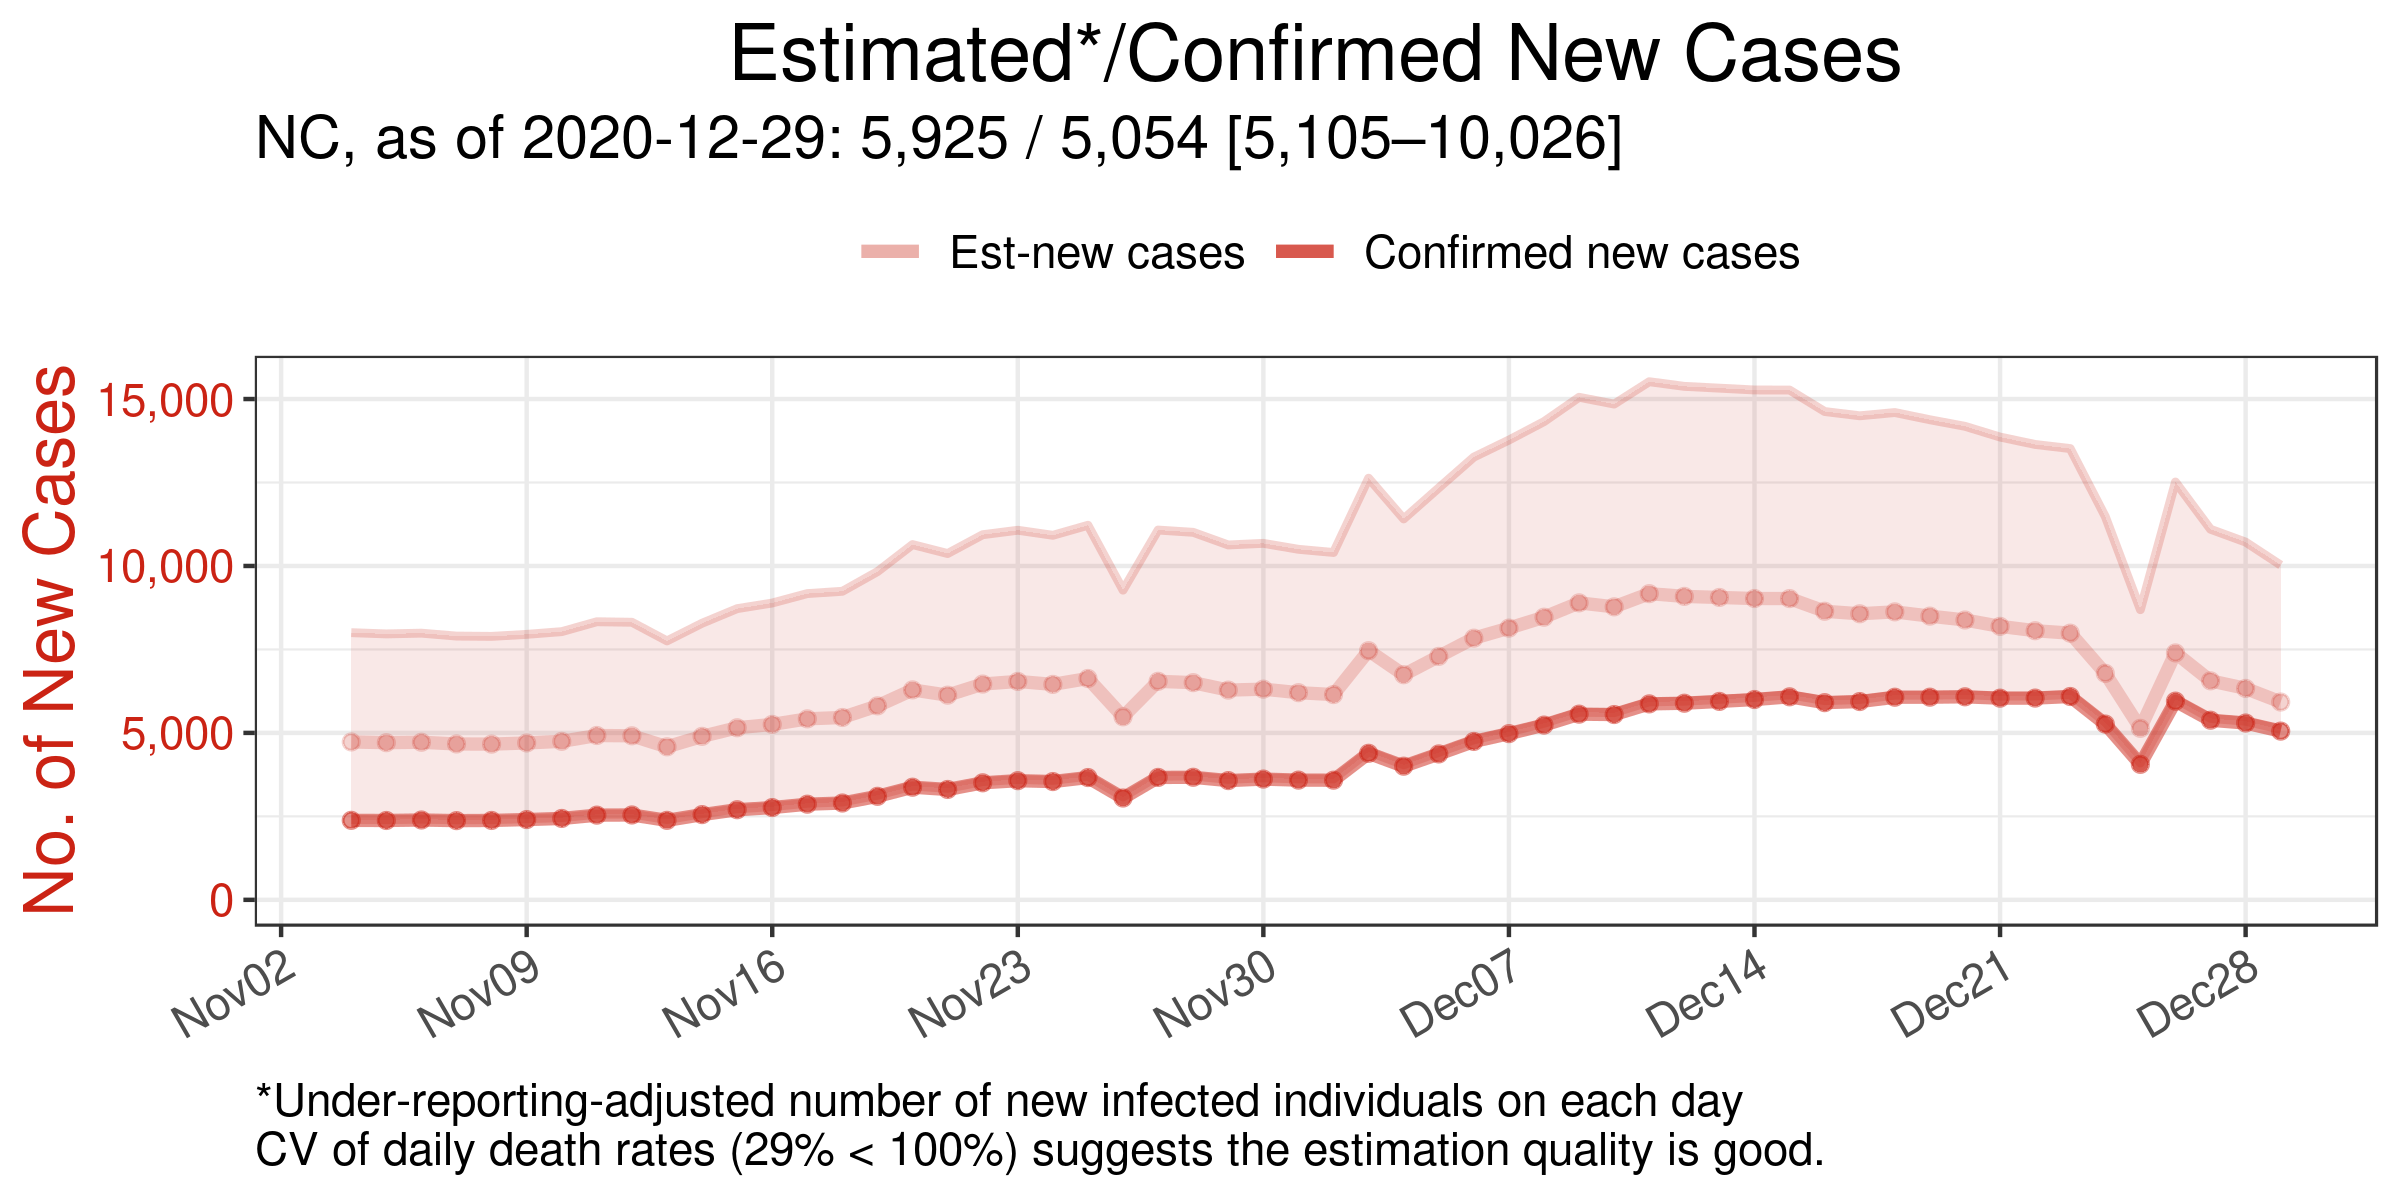 Estimated*/Confirmed New Cases
NC, as of 2020-12-29: 5,925 / 5,054 [5,105–10,026]
Est-new cases
Confirmed new cases
No. of New Cases
15,000
10,000
5,000
0
Nov02
Nov09
Nov16
Nov23
Nov30
Dec07
Dec14
Dec21
Dec28
*Under-reporting-adjusted number of new infected individuals on each day
CV of daily death rates (29% < 100%) suggests the estimation quality is good.